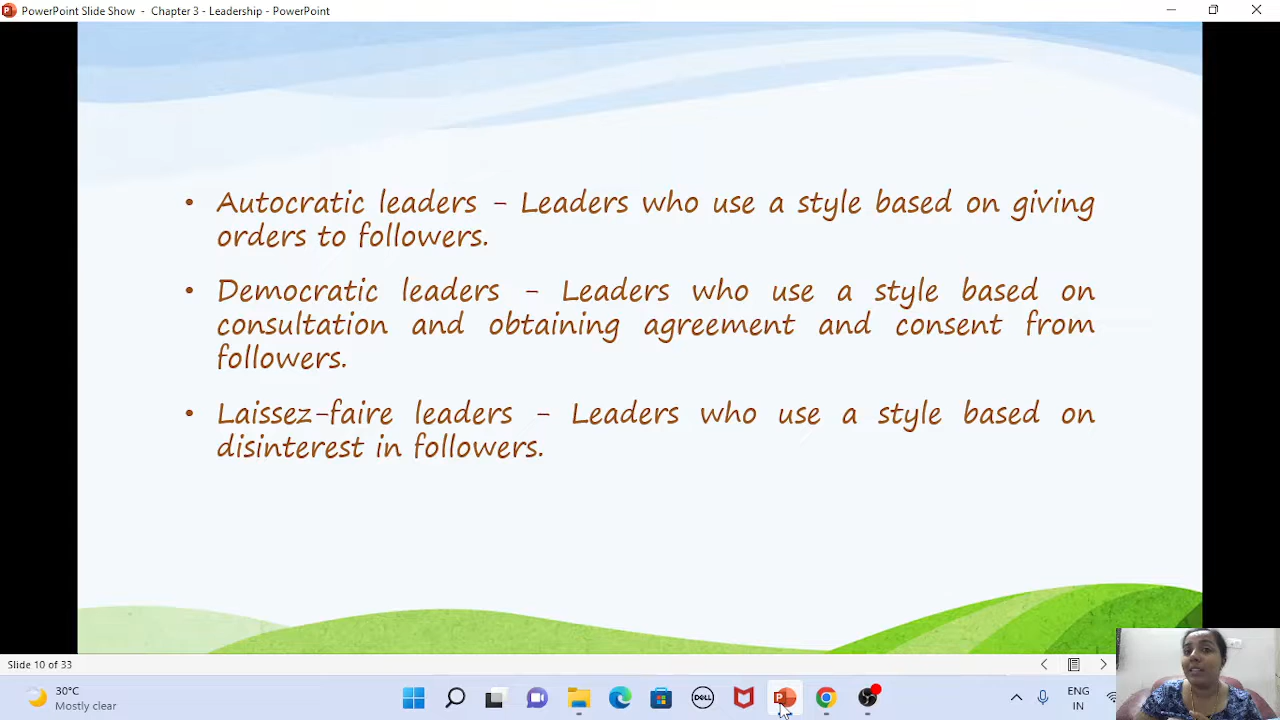 PowerPoint Slide Show - Chapter 3 - Leadership - PowerPoint
• Autocratic leaders - Leaders who use a style based on giving
orders to followers.
• Democratic leaders - Leaders who use a style based on
consultation and obtaining agreement and consent from
followers.
• Laissez-faire leaders - Leaders who use a style based on
disinterest in followers.
Slide 10 of 33
30°C
Mostly clear
DELL
ENG
IN